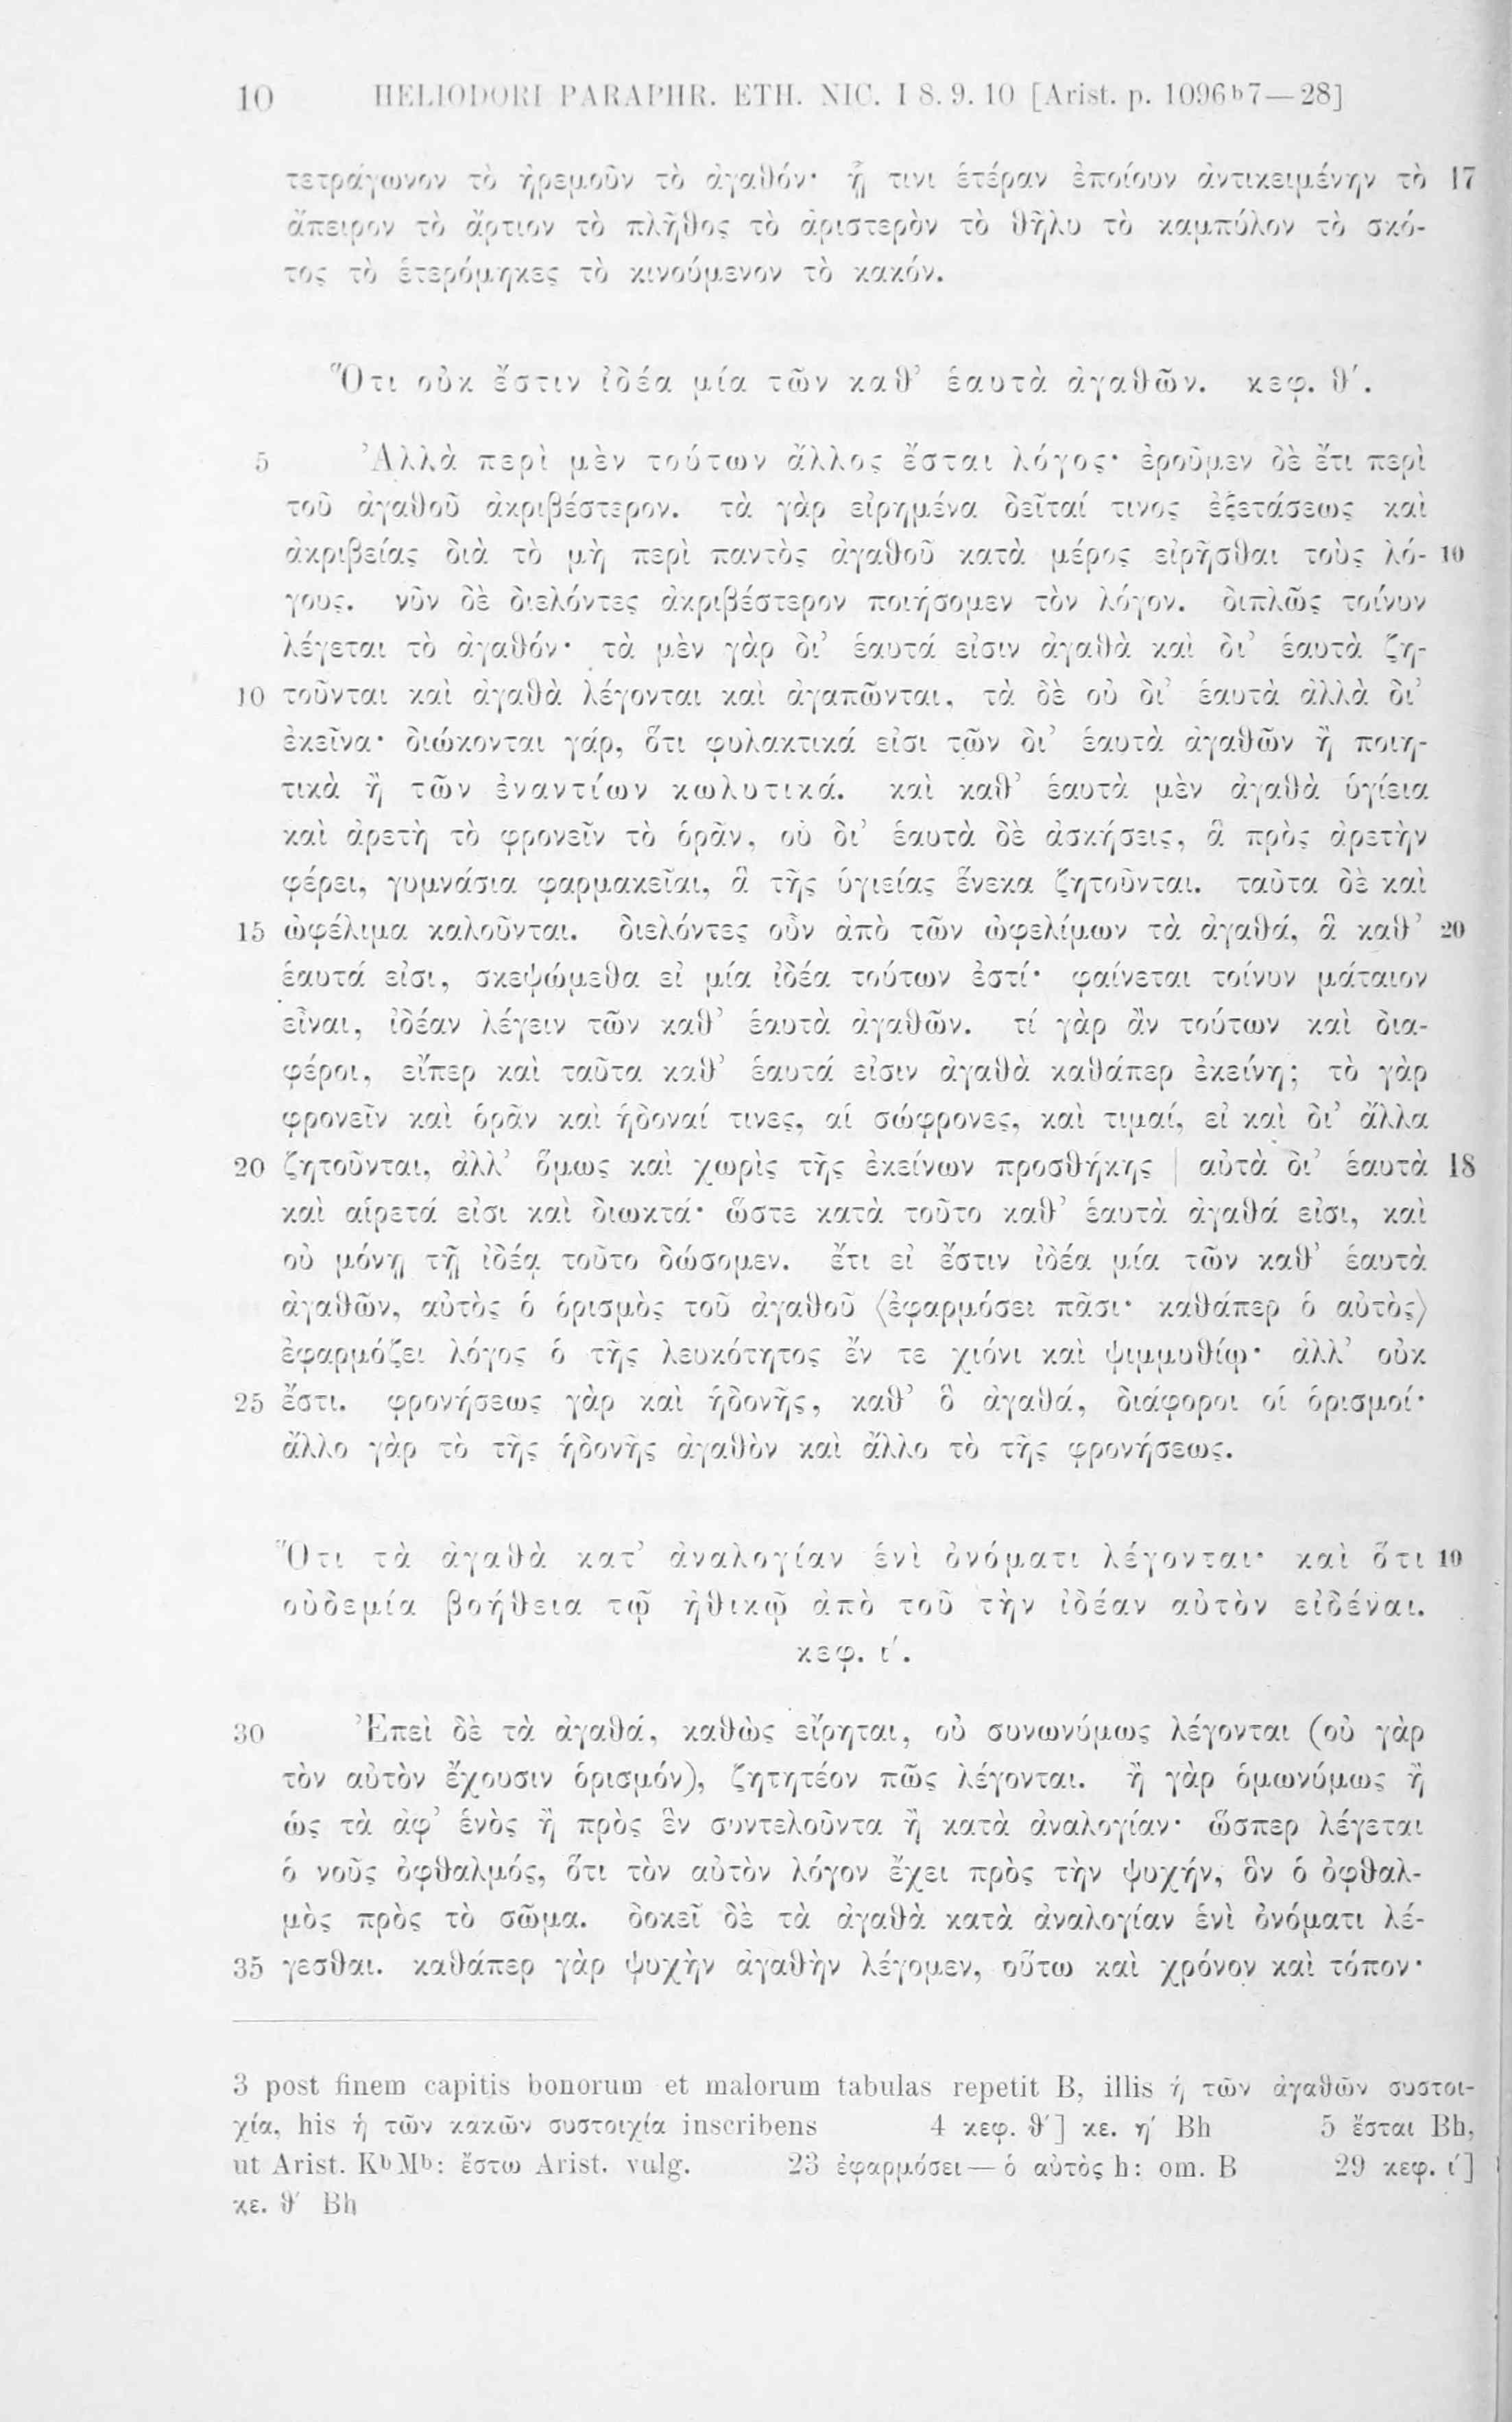 10 HELIODORI PARAPHR. ETH. NIC. I 8. 9. 10 [Arist. p. 1096ᵇ7—28]
τετράγωνον τὸ ἠρεμοῦν τὸ ἀγαθόν· ᾗ τινι ἑτέραν ἐποίουν ἀντικειμένην τὸ 17
ἄπειρον τὸ ἄρτιον τὸ πλῆθος τὸ ἀριστερὸν τὸ θῆλυ τὸ καμπύλον τὸ σκό-
τος τὸ ἑτερόμηκες τὸ κινούμενον τὸ κακόν.
Ὅτι οὐκ ἔστιν ἰδέα μία τῶν καθ’ ἑαυτὰ ἀγαθῶν. κεφ. θ΄.
5 Ἀλλὰ περὶ μὲν τούτων ἄλλος ἔσται λόγος· ἐροῦμεν δὲ ἔτι περὶ
τοῦ ἀγαθοῦ ἀκριβέστερον. τὰ γὰρ εἰρημένα δεῖταί τινος ἐξετάσεως καὶ
ἀκριβείας διὰ τὸ μὴ περὶ παντὸς ἀγαθοῦ κατὰ μέρος εἰρῆσθαι τοὺς λό- 10
γους. νῦν δὲ διελόντες ἀκριβέστερον ποιήσομεν τὸν λόγον. διπλῶς τοίνυν
λέγεται τὸ ἀγαθόν· τὰ μὲν γὰρ δι’ ἑαυτά εἰσιν ἀγαθὰ καὶ δι’ ἑαυτὰ ζη-
10 τοῦνται καὶ ἀγαθὰ λέγονται καὶ ἀγαπῶνται, τὰ δὲ οὐ δι’ ἑαυτὰ ἀλλὰ δι’
ἐκεῖνα· διώκονται γάρ, ὅτι φυλακτικά εἰσι τῶν δι’ ἑαυτὰ ἀγαθῶν ἢ ποιη-
τικὰ ἢ τῶν ἐναντίων κωλυτικά. καὶ καθ’ ἑαυτὰ μὲν ἀγαθὰ ὑγίεια
καὶ ἀρετὴ τὸ φρονεῖν τὸ ὁρᾶν, οὐ δι’ ἑαυτὰ δὲ ἀσκήσεις, ἃ πρὸς ἀρετὴν
φέρει, γυμνάσια φαρμακεῖαι, ἃ τῆς ὑγιείας ἕνεκα ζητοῦνται. ταῦτα δὲ καὶ
15 ὠφέλιμα καλοῦνται. διελόντες οὖν ἀπὸ τῶν ὠφελίμων τὰ ἀγαθά, ἃ καθ’ 20
ἑαυτά εἰσι, σκεψώμεθα εἰ μία ἰδέα τούτων ἐστί· φαίνεται τοίνυν μάταιον
εἶναι, ἰδέαν λέγειν τῶν καθ’ ἑαυτὰ ἀγαθῶν. τί γὰρ ἂν τούτων καὶ δια-
φέροι, εἴπερ καὶ ταῦτα καθ’ ἑαυτά εἰσιν ἀγαθὰ καθάπερ ἐκείνη; τὸ γὰρ
φρονεῖν καὶ ὁρᾶν καὶ ἡδοναί τινες, αἱ σώφρονες, καὶ τιμαί, εἰ καὶ δι’ ἄλλα
20 ζητοῦνται, ἀλλ’ ὅμως καὶ χωρὶς τῆς ἐκείνων προσθήκης | αὐτὰ δι’ ἑαυτὰ 18
καὶ αἱρετά εἰσι καὶ διωκτά· ὥστε κατὰ τοῦτο καθ’ ἑαυτὰ ἀγαθά εἰσι, καὶ
οὐ μόνῃ τῇ ἰδέᾳ τοῦτο δώσομεν. ἔτι εἰ ἔστιν ἰδέα μία τῶν καθ’ ἑαυτὰ
ἀγαθῶν, αὐτὸς ὁ ὁρισμὸς τοῦ ἀγαθοῦ ⟨ἐφαρμόσει πᾶσι· καθάπερ ὁ αὐτὸς⟩
ἐφαρμόζει λόγος ὁ τῆς λευκότητος ἔν τε χιόνι καὶ ψιμμυθίῳ· ἀλλ’ οὐκ
25 ἔστι. φρονήσεως γὰρ καὶ ἡδονῆς, καθ’ ὃ ἀγαθά, διάφοροι οἱ ὁρισμοί·
ἄλλο γὰρ τὸ τῆς ἡδονῆς ἀγαθὸν καὶ ἄλλο τὸ τῆς φρονήσεως.
Ὅτι τὰ ἀγαθὰ κατ’ ἀναλογίαν ἑνὶ ὀνόματι λέγονται· καὶ ὅτι 10
οὐδεμία βοήθεια τῷ ἠθικῷ ἀπὸ τοῦ τὴν ἰδέαν αὐτὸν εἰδέναι.
κεφ. ι΄.
30 Ἐπεὶ δὲ τὰ ἀγαθά, καθὼς εἴρηται, οὐ συνωνύμως λέγονται (οὐ γὰρ
τὸν αὐτὸν ἔχουσιν ὁρισμόν), ζητητέον πῶς λέγονται. ἢ γὰρ ὁμωνύμως ἢ
ὡς τὰ ἀφ’ ἑνὸς ἢ πρὸς ἓν συντελοῦντα ἢ κατὰ ἀναλογίαν· ὥσπερ λέγεται
ὁ νοῦς ὀφθαλμός, ὅτι τὸν αὐτὸν λόγον ἔχει πρὸς τὴν ψυχήν, ὃν ὁ ὀφθαλ-
μὸς πρὸς τὸ σῶμα. δοκεῖ δὲ τὰ ἀγαθὰ κατὰ ἀναλογίαν ἑνὶ ὀνόματι λέ-
35 γεσθαι. καθάπερ γὰρ ψυχὴν ἀγαθὴν λέγομεν, οὕτω καὶ χρόνον καὶ τόπον·
3 post finem capitis bonorum et malorum tabulas repetit B, illis ἡ τῶν ἀγαθῶν συστοι-
χία, his ἡ τῶν κακῶν συστοιχία inscribens 4 κεφ. θ΄] κε. η΄ Bh 5 ἔσται Bh,
ut Arist. Kᵇ Mᵇ: ἔστω Arist. vulg. 23 ἐφαρμόσει — ὁ αὐτὸς h: om. B 29 κεφ. ι΄]
κε. θ΄ Bh